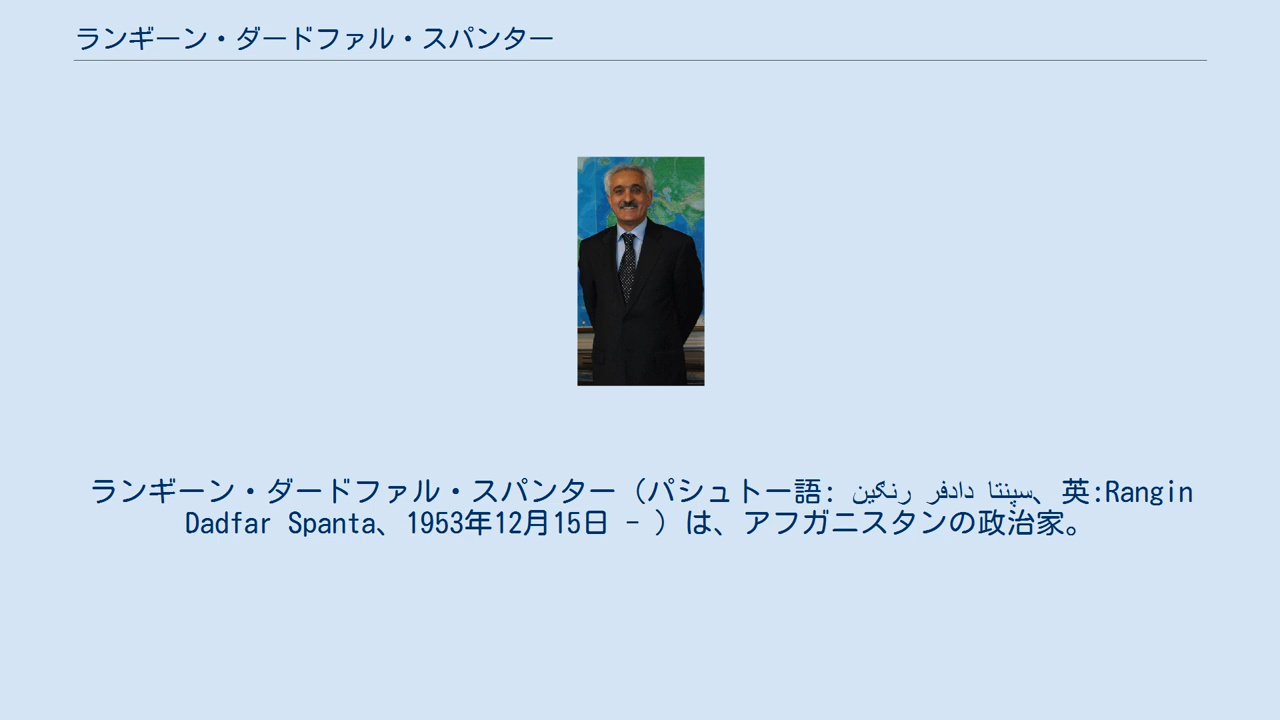 ランギーン・ダードファル・スパンター
ランギーン・ダードファル・スパンター（パシュトー語: رنګین دادفر سپنتا、英:Rangin
Dadfar Spanta、1953年12月15日 - ）は、アフガニスタンの政治家。